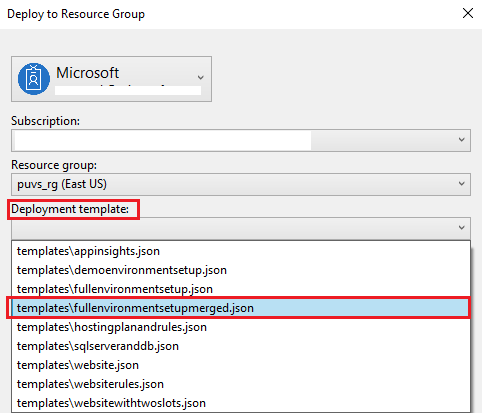 Deploy to Resource Group
Microsoft
Subscription:
Resource group:
puvs_rg (East US)
Deployment template:
templates\appinsights.json
templates\demoenvironmentsetup.json
templates\fullenvironmentsetup.json
templates\fullenvironmentsetupmerged.json
templates\hostingplanandrules.json
templates\sqlserveranddb.json
templates\website.json
templates\websiterules.json
templates\websitewithtwoslots.json